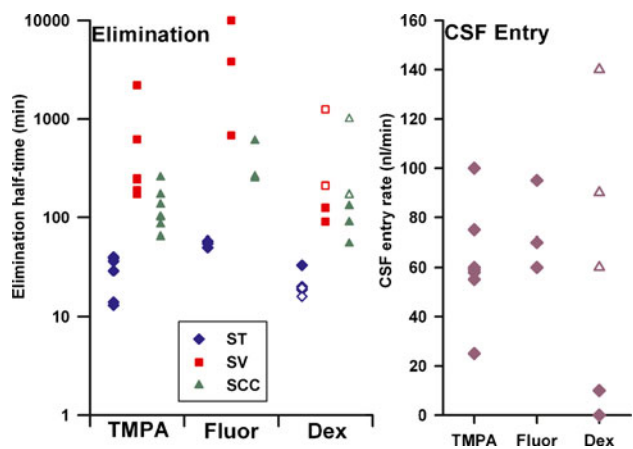 Elimination
Elimination half-time (min)
10000
1000
100
10
1
ST
SV
SCC
TMPA Fluor Dex
CSF Entry
CSF entry rate (nl/min)
160
140
120
100
80
60
40
20
0
TMPA Fluor Dex